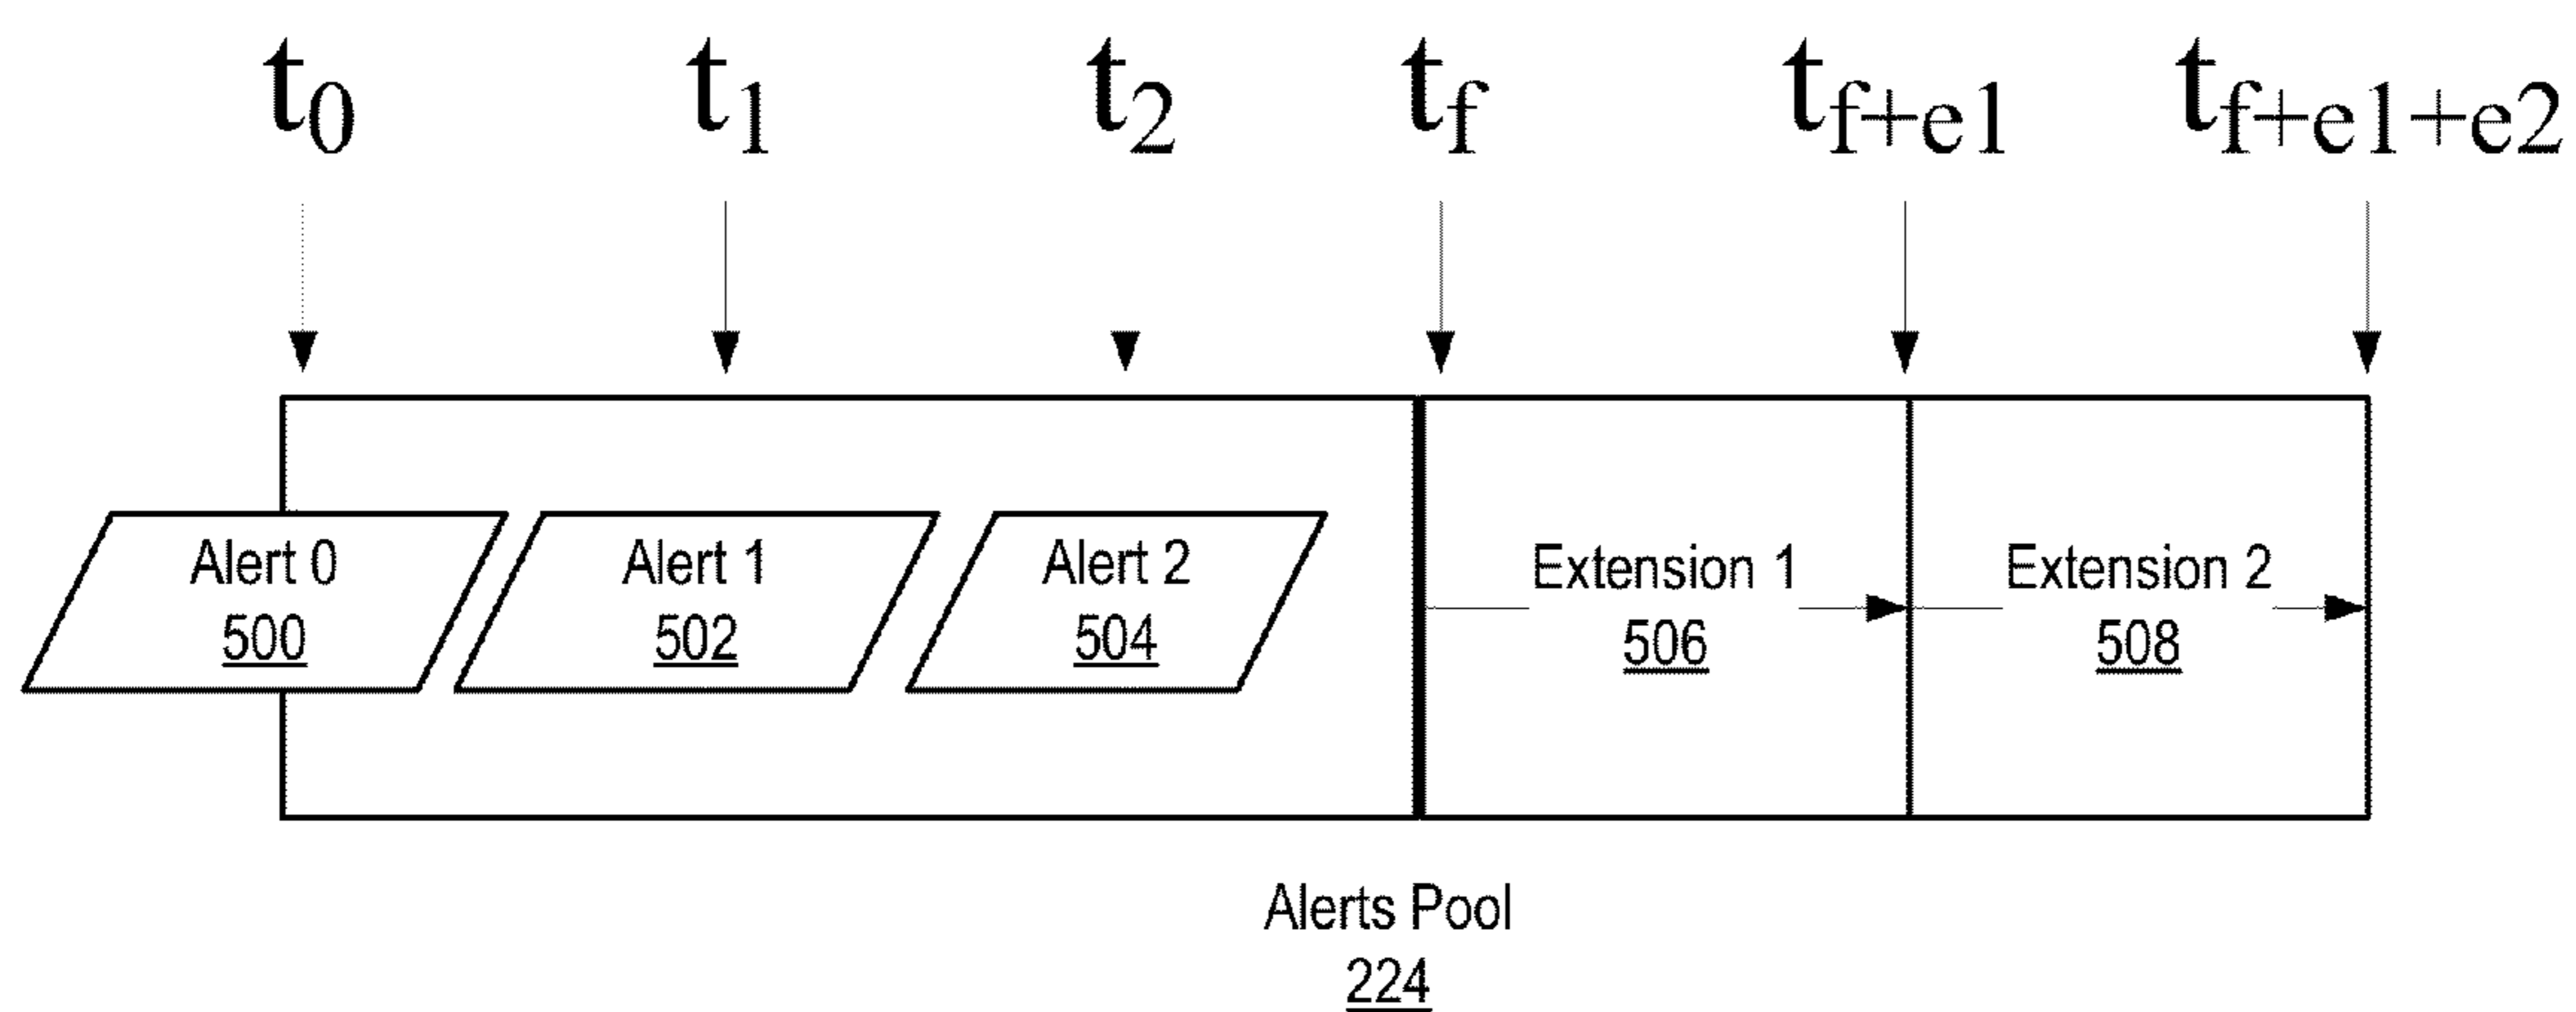 t0 t1 t2 tf tf+e1 tf+e1+e2
Alert 0
500
Alert 1
502
Alert 2
504
Extension 1
506
Extension 2
508
Alerts Pool
224